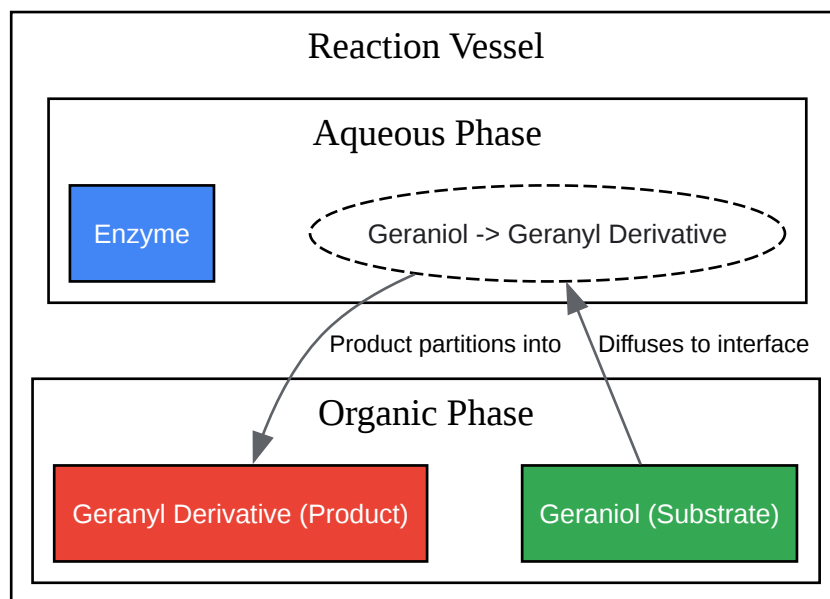 Reaction Vessel
Aqueous Phase
Enzyme
Geraniol -> Geranyl Derivative
Product partitions into
Diffuses to interface
Organic Phase
Geranyl Derivative (Product)
Geraniol (Substrate)